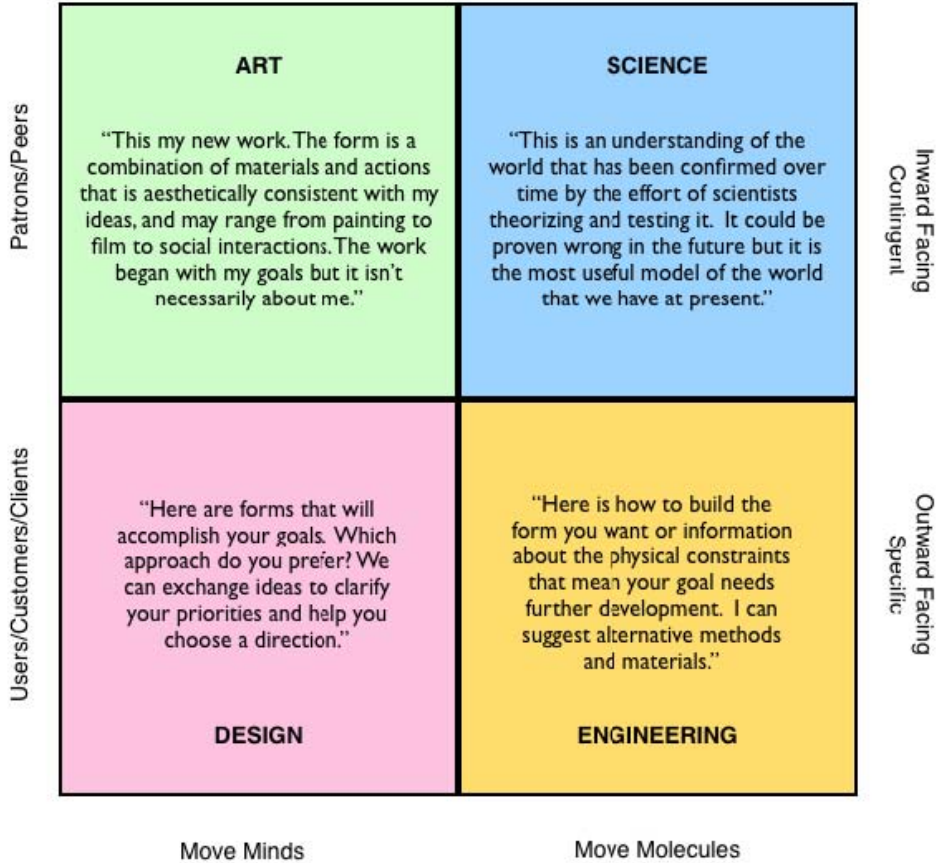 ART
“This my new work. The form is a
combination of materials and actions
that is aesthetically consistent with my
ideas, and may range from painting to
film to social interactions. The work
began with my goals but it isn’t
necessarily about me.”
SCIENCE
“This is an understanding of the
world that has been confirmed over
time by the effort of scientists
theorizing and testing it.  It could be
proven wrong in the future but it is
the most useful model of the world
that we have at present.”
Patrons/Peers
Inward Facing
Contingent
“Here are forms that will
accomplish your goals. Which
approach do you prefer? We
can exchange ideas to clarify
your priorities and help you
choose a direction.”
DESIGN
“Here is how to build the
form you want or information
about the physical constraints
that mean your goal needs
further development.  I can
suggest alternative methods
and materials.”
ENGINEERING
Users/Customers/Clients
Outward Facing
Specific
Move Minds
Move Molecules